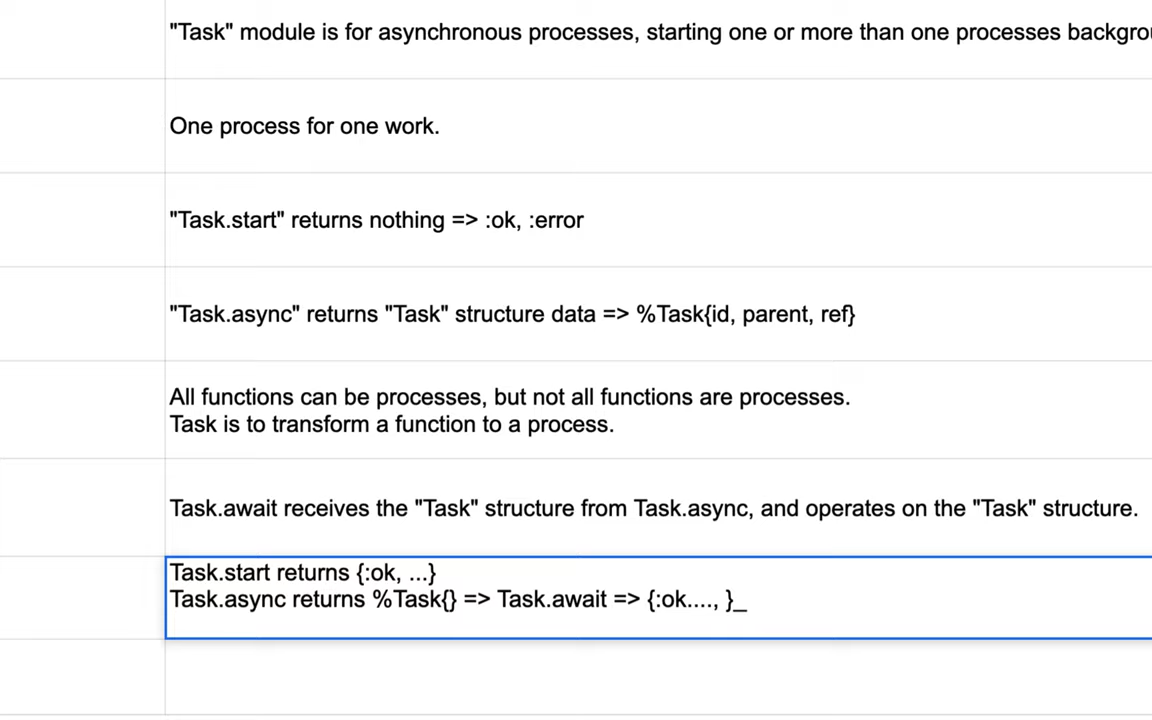 "Task" module is for asynchronous processes, starting one or more than one processes
One process for one work.
"Task.start" returns nothing => :ok, :error
"Task.async" returns "Task" structure data => %Task{id, parent, ref}
All functions can be processes, but not all functions are processes.
Task is to transform a function to a process.
Task.await receives the "Task" structure from Task.async, and operates on the "Task" structure.
Task.start returns {:ok, ...}
Task.async returns %Task{} => Task.await => {:ok...., }_